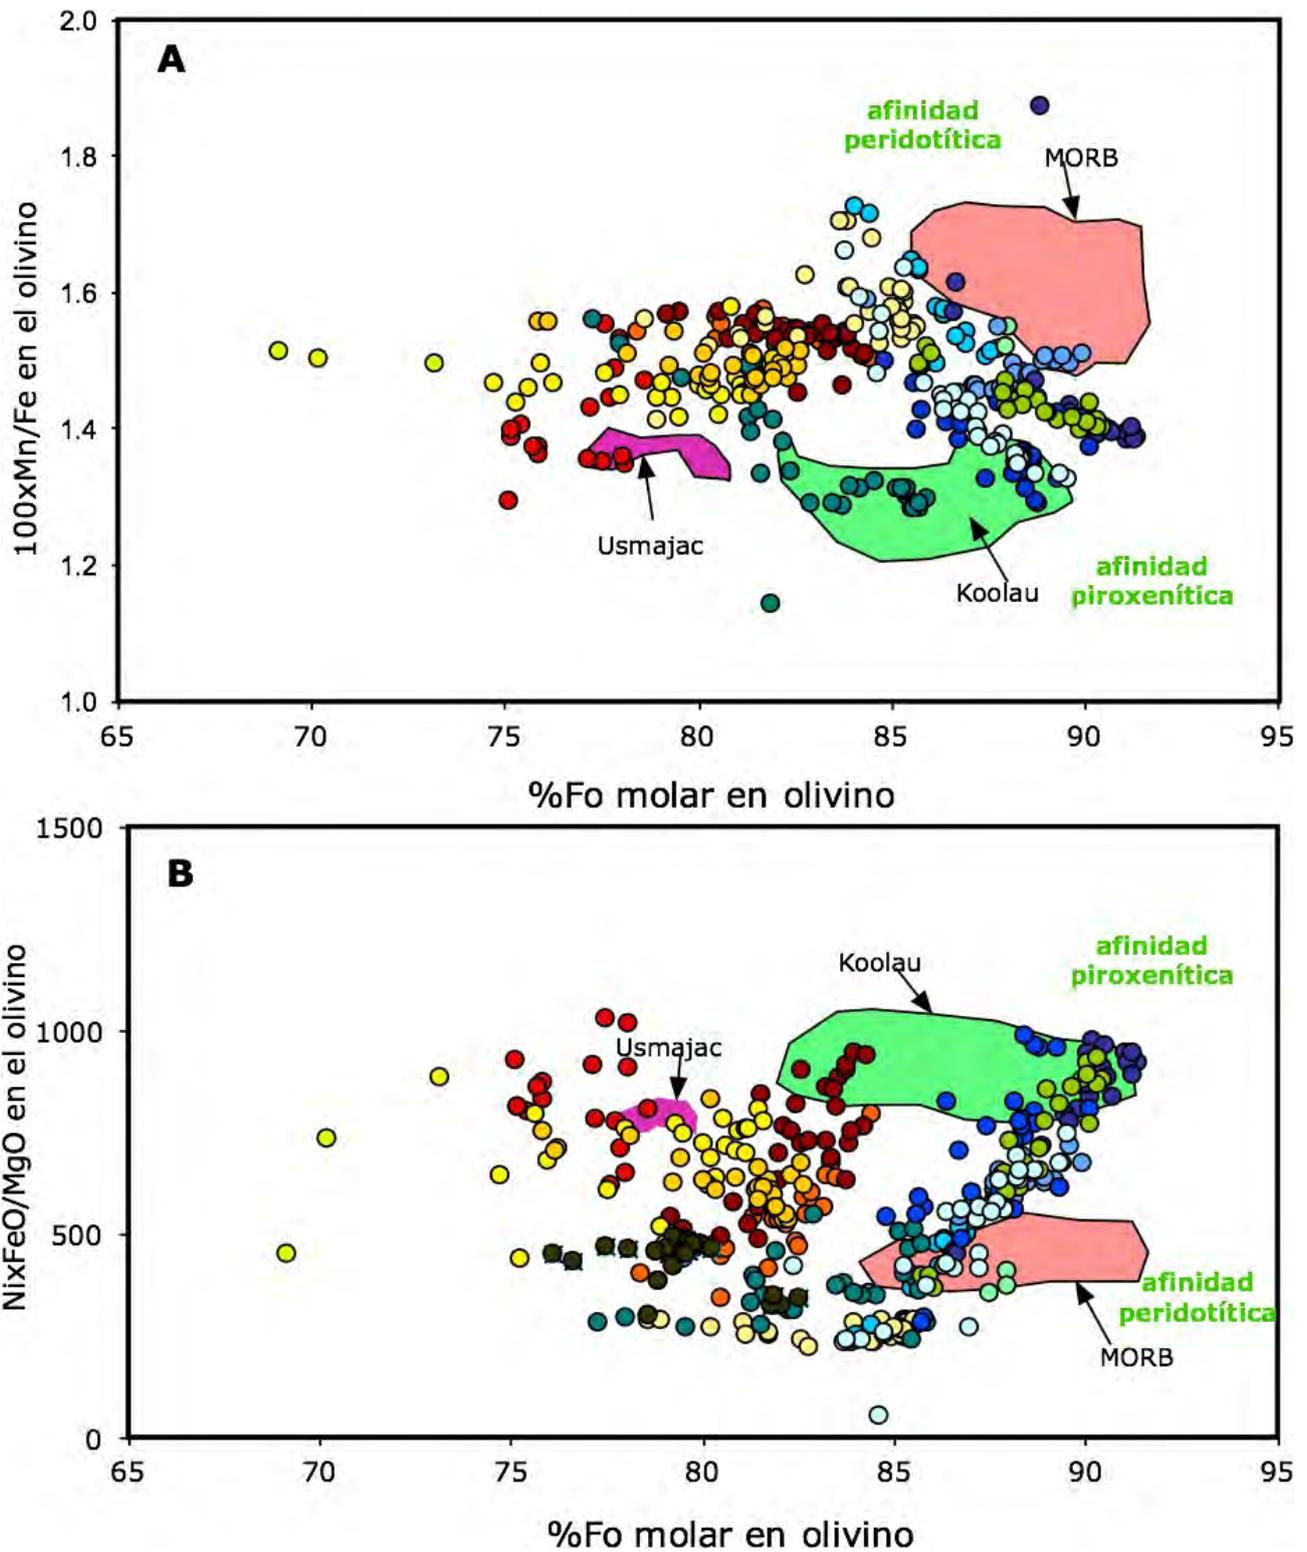 2.0
A
afinidad
peridotítica
MORB
1.8
1.6
1.4
1.2
1.0
100xMn/Fe en el olivino
Usmajac
Koolau
afinidad
piroxenítica
65 70 75 80 85 90 95
%Fo molar en olivino
1500
B
afinidad
piroxenítica
Koolau
1000
Usmajac
500
afinidad
peridotítica
MORB
0
NixFeO/MgO en el olivino
65 70 75 80 85 90 95
%Fo molar en olivino